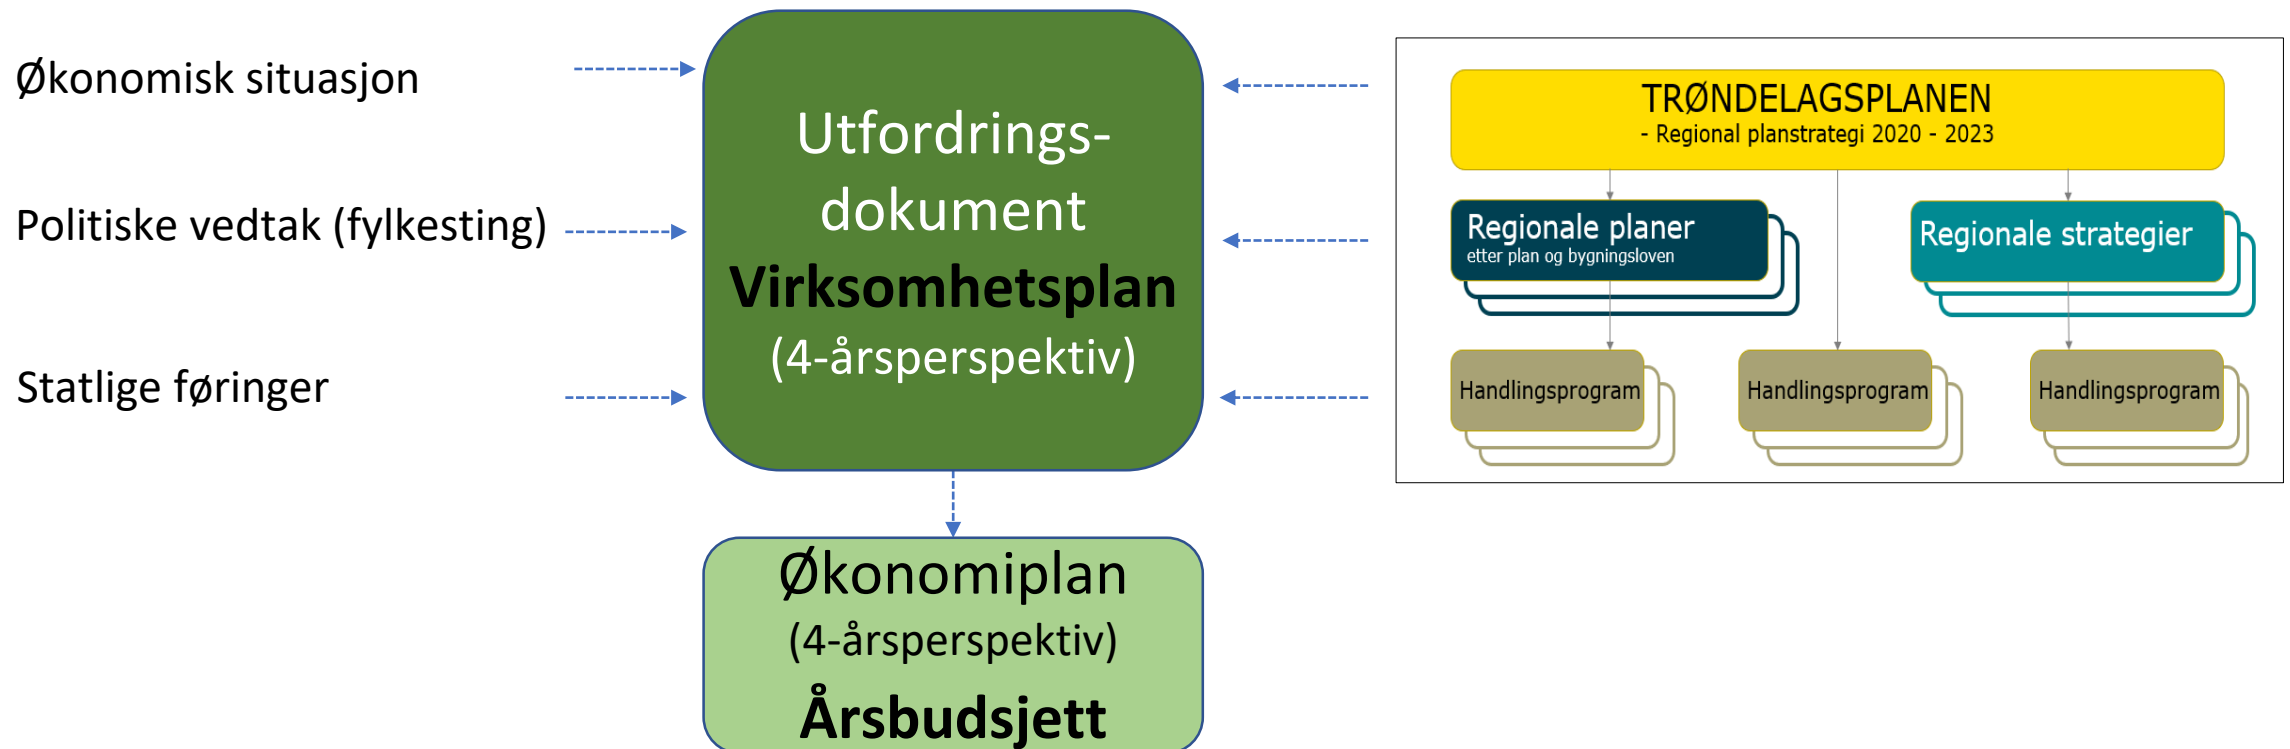 Økonomisk situasjon
Politiske vedtak (fylkesting)
Statlige føringer
Utfordrings-
dokument
Virksomhetsplan
(4-årsperspektiv)
Økonomiplan
(4-årsperspektiv)
Årsbudsjett
TRØNDELAGSPLANEN
- Regional planstrategi 2020 - 2023
Regionale planer
etter plan og bygningsloven
Regionale strategier
Handlingsprogram
Handlingsprogram
Handlingsprogram